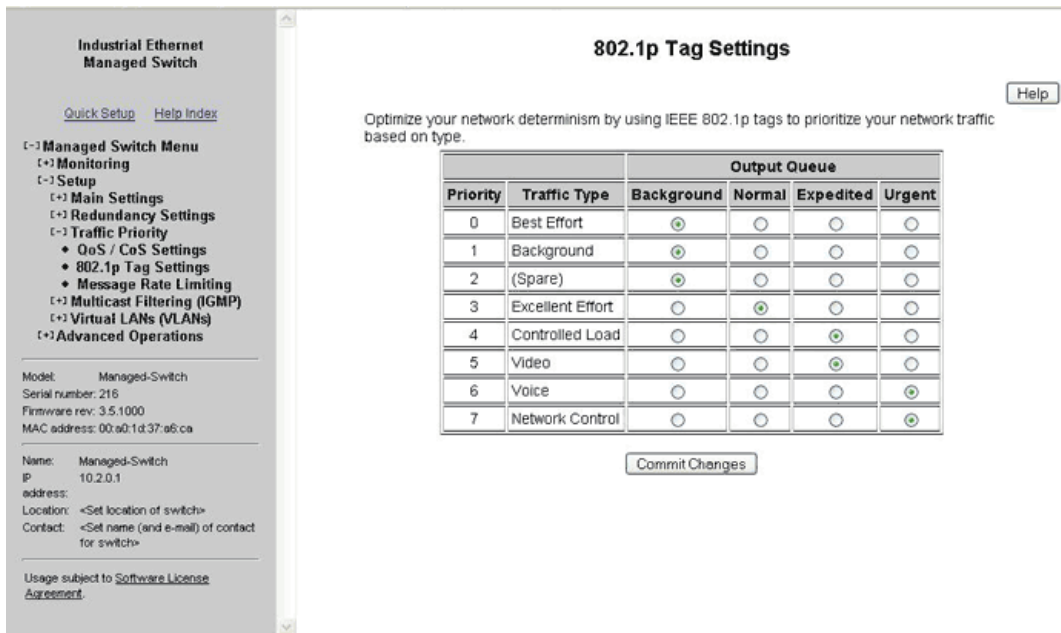 Industrial Ethernet
Managed Switch
Quick Setup Help Index
[-] Managed Switch Menu
[+] Monitoring
[-] Setup
[+] Main Settings
[+] Redundancy Settings
[-] Traffic Priority
• QoS / CoS Settings
• 802.1p Tag Settings
• Message Rate Limiting
[+] Multicast Filtering (IGMP)
[+] Virtual LANs (VLANs)
[+] Advanced Operations
Model: Managed-Switch
Serial number: 216
Firmware rev: 3.5.1000
MAC address: 00:a0:1d:37:a6:ca
Name: Managed-Switch
IP 10.2.0.1
address:
Location: <Set location of switch>
Contact: <Set name (and e-mail) of contact
for switch>
Usage subject to Software License
Agreement.
802.1p Tag Settings
Help
Optimize your network determinism by using IEEE 802.1p tags to prioritize your network traffic
based on type.
Output Queue
Priority Traffic Type Background Normal Expedited Urgent
0 Best Effort
1 Background
2 (Spare)
3 Excellent Effort
4 Controlled Load
5 Video
6 Voice
7 Network Control
Commit Changes